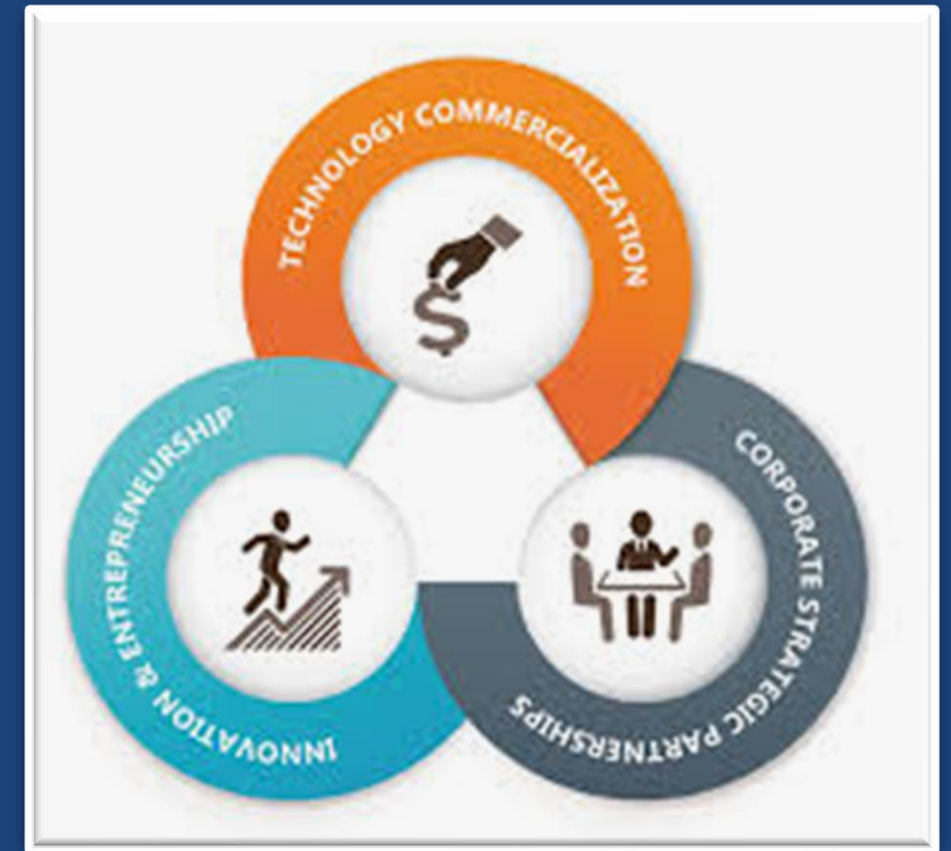 TECHNOLOGY COMMERCIALIZATION
INNOVATION & ENTREPRENEURSHIP
CORPORATE STRATEGIC PARTNERSHIPS
$